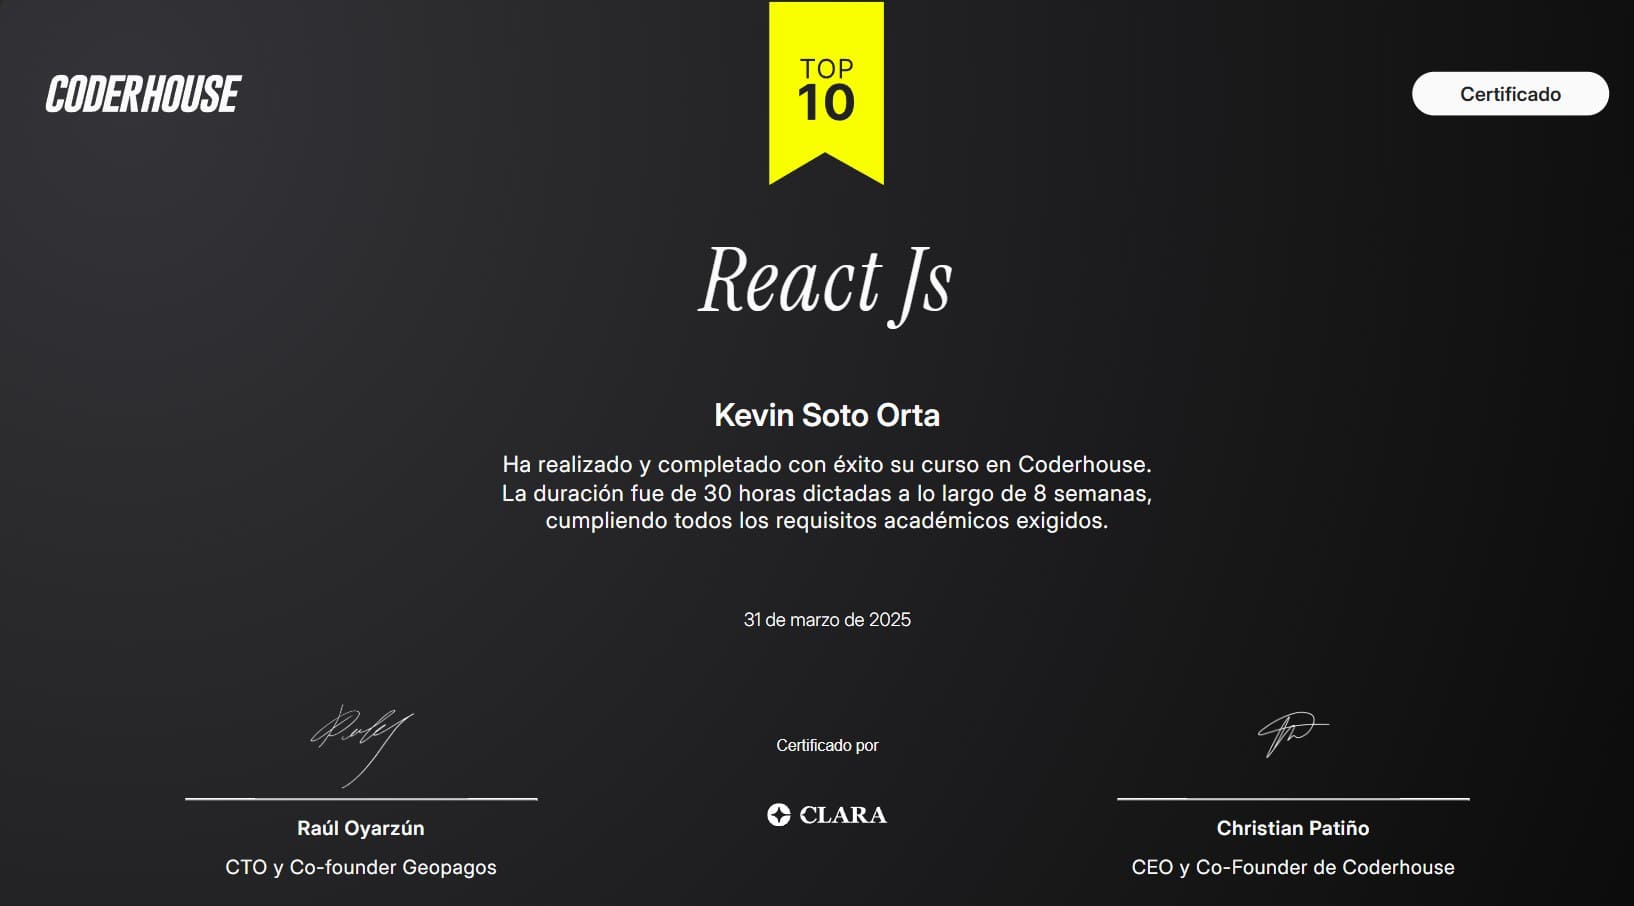 CODERHOUSE
TOP
10
Certificado
React Js
Kevin Soto Orta
Ha realizado y completado con éxito su curso en Coderhouse.
La duración fue de 30 horas dictadas a lo largo de 8 semanas,
cumpliendo todos los requisitos académicos exigidos.
31 de marzo de 2025
Certificado por
CLARA
Raúl Oyarzún
CTO y Co-founder Geopagos
Christian Patiño
CEO y Co-Founder de Coderhouse